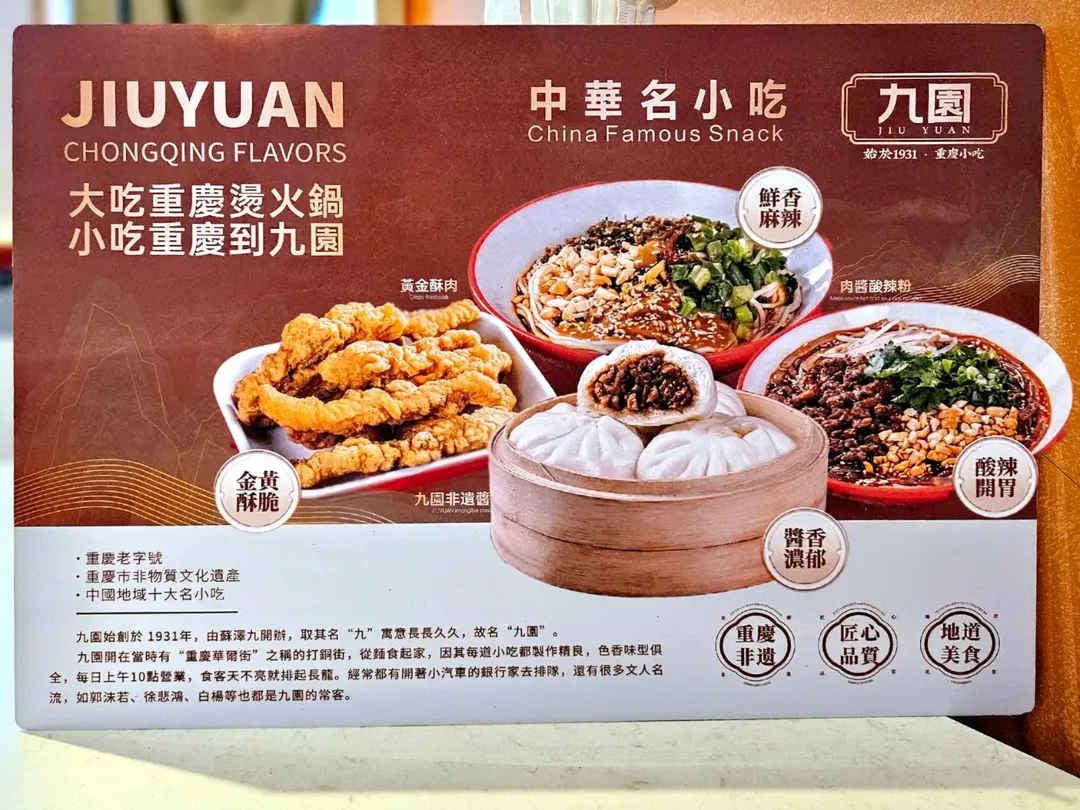 JIUYUAN
CHONGQING FLAVORS
大吃重慶燙火鍋
小吃重慶到九園
中華名小吃
China Famous Snack
九園
JIU YUAN
始於1931 · 重慶小吃
鮮香
麻辣
黃金酥肉
肉醬酸辣粉
金黃
酥脆
九園非遺醬
酸辣
開胃
醬香
濃郁
· 重慶老字號
· 重慶市非物質文化遺產
· 中國地域十大名小吃
九園始創於 1931年，由蘇澤九開辦，取其名“九”寓意長長久久，故名“九園”。
九園開在當時有“重慶華爾街”之稱的打銅街，從麵食起家，因其每道小吃都製作精良，色香味型俱
全，每日上午10點營業，食客天不亮就排起長龍。經常都有開著小汽車的銀行家去排隊，還有很多文人名
流，如郭沫若、徐悲鴻、白楊等也都是九園的常客。
重慶
非遺
匠心
品質
地道
美食